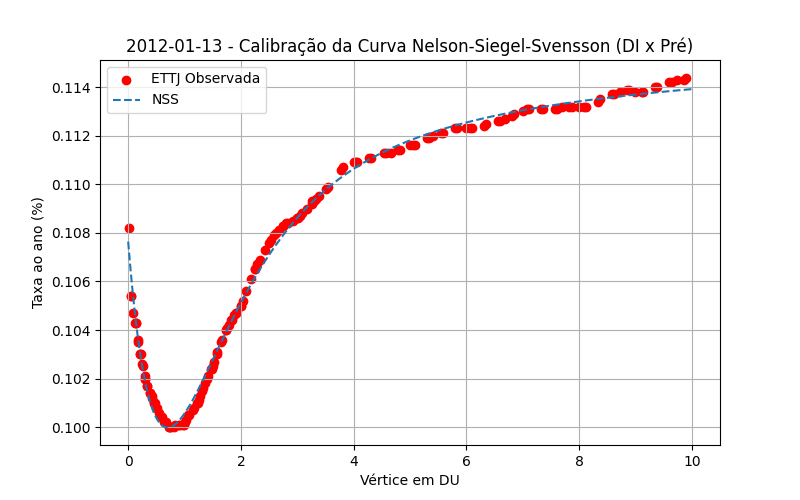 2012-01-13 - Calibração da Curva Nelson-Siegel-Svensson (DI x Pré)
ETTJ Observada
NSS
Taxa ao ano (%)
0.114
0.112
0.110
0.108
0.106
0.104
0.102
0.100
0 2 4 6 8 10
Vértice em DU